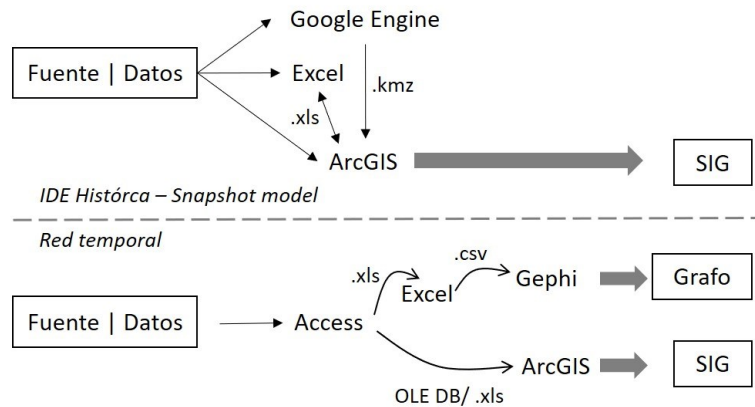 Google Engine
Fuente | Datos
Excel
.kmz
.xls
ArcGIS
SIG
IDE Histórca – Snapshot model
Red temporal
.csv
.xls
Excel
Gephi
Grafo
Fuente | Datos
Access
ArcGIS
SIG
OLE DB/ .xls